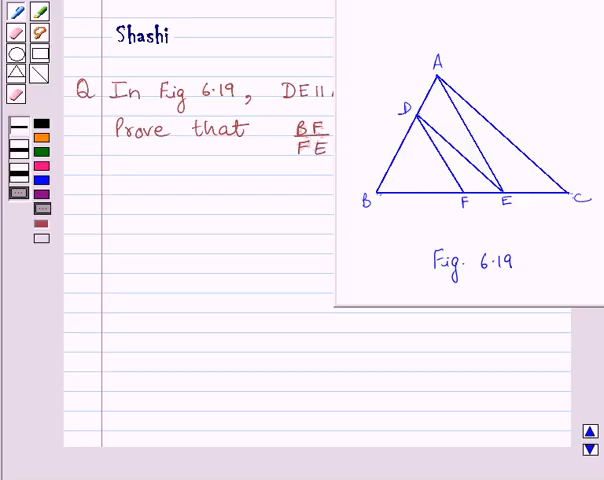 Shashi
Q In Fig 6.19, DE ||
Prove that BF
FE
A
D
B F E C
Fig. 6.19